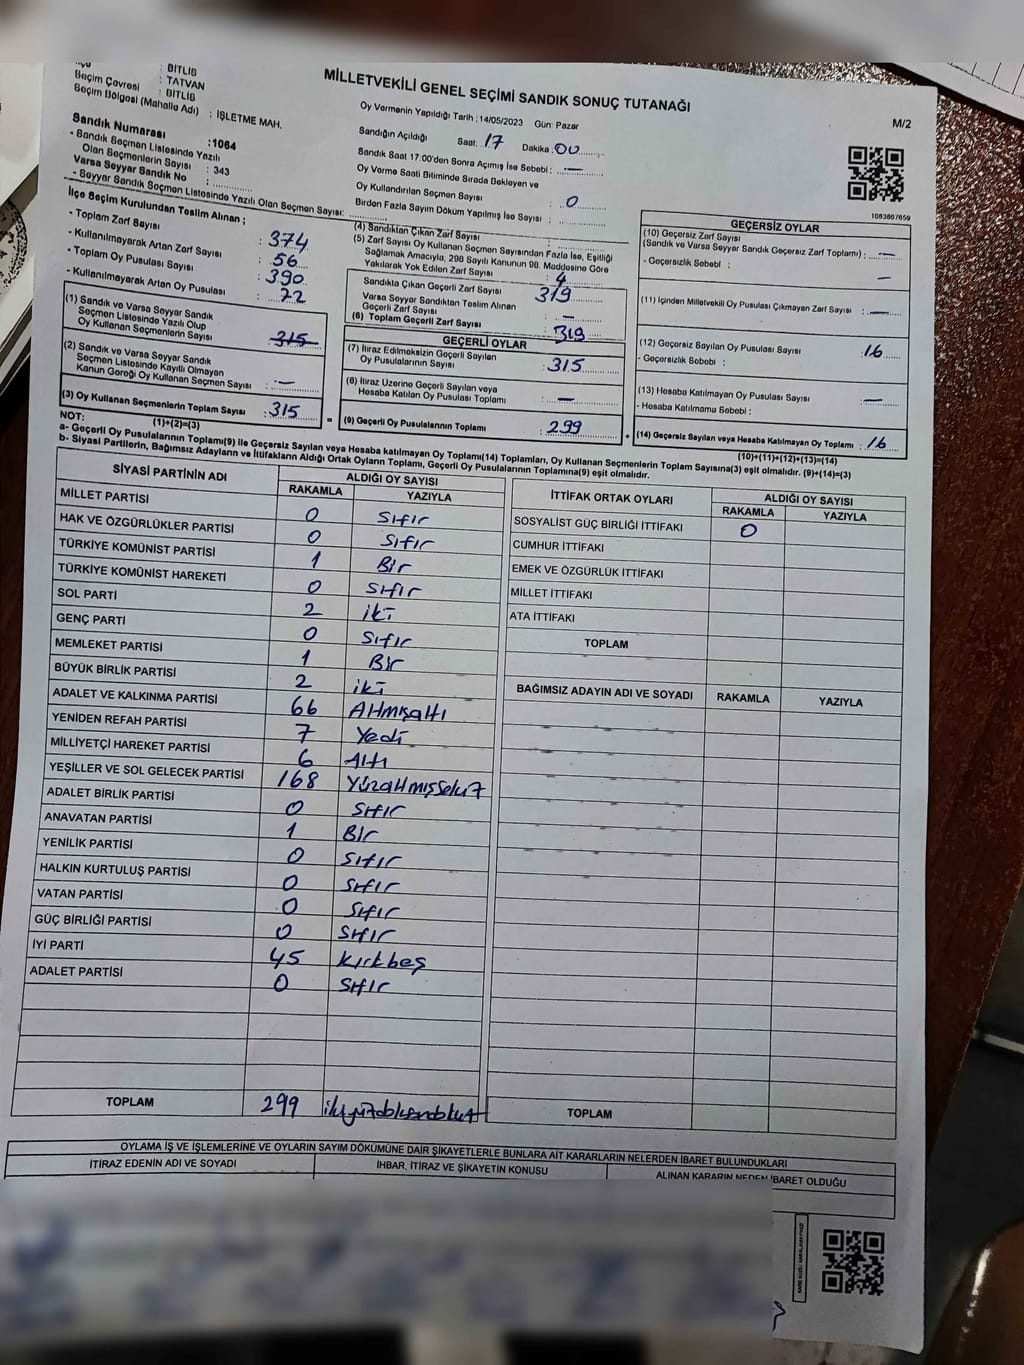 MİLLETVEKİLİ GENEL SEÇİMİ SANDIK SONUÇ TUTANAĞI
M/2
: BİTLİS
Seçim Çevresi : TATVAN
: BİTLİS
Seçim Bölgesi (Mahalle Adı) : İŞLETME MAH.
Sandık Numarası : 1064
- Sandık Seçmen Listesinde Yazılı
Olan Seçmenlerin Sayısı : 343
Varsa Seyyar Sandık No :
- Seyyar Sandık Seçmen Listesinde Yazılı Olan Seçmen Sayısı:
Oy Vermenin Yapıldığı Tarih : 14/05/2023 Gün: Pazar
Sandığın Açıldığı Saat: 17 Dakika : 00
Sandık Saat 17:00'den Sonra Açımış İse Sebebi : —
Oy Verme Saati Bitiminde Sırada Bekleyen ve
Oy Kullandırılan Seçmen Sayısı : 0
Birden Fazla Sayım Döküm Yapılmış İse Sayısı :
1083607659
İlçe Seçim Kurulundan Teslim Alınan ;
- Toplam Zarf Sayısı : 374
- Kullanılmayarak Artan Zarf Sayısı : 56
- Toplam Oy Pusulası Sayısı : 390
- Kullanılmayarak Artan Oy Pusulası : 72
(1) Sandık ve Varsa Seyyar Sandık
Seçmen Listesinde Yazılı Olup
Oy Kullanan Seçmenlerin Sayısı : 315
(2) Sandık ve Varsa Seyyar Sandık
Seçmen Listesinde Kayıtlı Olmayan
Kanun Gereği Oy Kullanan Seçmen Sayısı : —
(3) Oy Kullanan Seçmenlerin Toplam Sayısı : 315
(1)+(2)=(3)
(4) Sandıktan Çıkan Zarf Sayısı :
(5) Zarf Sayısı Oy Kullanan Seçmen Sayısından Fazla İse, Eşitliği
Sağlamak Amacıyla, 298 Sayılı Kanunun 98. Maddesine Göre
Yakılarak Yok Edilen Zarf Sayısı : 4
Sandıkta Çıkan Geçerli Zarf Sayısı 319
Varsa Seyyar Sandıktan Teslim Alınan
Geçerli Zarf Sayısı : —
(6) Toplam Geçerli Zarf Sayısı : 319
GEÇERLİ OYLAR
(7) İtiraz Edilmeksizin Geçerli Sayılan
Oy Pusulalarının Sayısı : 315
(8) İtiraz Üzerine Geçerli Sayılan veya
Hesaba Katılan Oy Pusulası Toplamı : —
= (9) Geçerli Oy Pusulalarının Toplamı : 299
GEÇERSİZ OYLAR
(10) Geçersiz Zarf Sayısı
(Sandık ve Varsa Seyyar Sandık Geçersiz Zarf Toplamı) : —
- Geçersizlik Sebebi : —
(11) İçinden Milletvekili Oy Pusulası Çıkmayan Zarf Sayısı : —
(12) Geçersiz Sayılan Oy Pusulası Sayısı : 16
- Geçersizlik Sebebi :
(13) Hesaba Katılmayan Oy Pusulası Sayısı : —
- Hesaba Katılmama Sebebi :
+ (14) Geçersiz Sayılan veya Hesaba Katılmayan Oy Toplamı : 16
(10)+(11)+(12)+(13)=(14)
NOT:
a- Geçerli Oy Pusulalarının Toplamı(9) ile Geçersiz Sayılan veya Hesaba katılmayan Oy Toplamı(14) Toplamları, Oy Kullanan Seçmenlerin Toplam Sayısına(3) eşit olmalıdır. (9)+(14)=(3)
b- Siyasi Partilerin, Bağımsız Adayların ve İttifakların Aldığı Ortak Oyların Toplamı, Geçerli Oy Pusulalarının Toplamına(9) eşit olmalıdır.
SİYASİ PARTİNİN ADI ALDIĞI OY SAYISI
RAKAMLA YAZIYLA
MİLLET PARTİSİ 0 Sıfır
HAK VE ÖZGÜRLÜKLER PARTİSİ 0 Sıfır
TÜRKİYE KOMÜNİST PARTİSİ 1 Bir
TÜRKİYE KOMÜNİST HAREKETİ 0 Sıfır
SOL PARTİ 2 iki
GENÇ PARTİ 0 Sıfır
MEMLEKET PARTİSİ 1 Bir
BÜYÜK BİRLİK PARTİSİ 2 iki
ADALET VE KALKINMA PARTİSİ 66 Altmışaltı
YENİDEN REFAH PARTİSİ 7 Yedi
MİLLİYETÇİ HAREKET PARTİSİ 6 Altı
YEŞİLLER VE SOL GELECEK PARTİSİ 168 Yüzaltmışsekiz
ADALET BİRLİK PARTİSİ 0 Sıfır
ANAVATAN PARTİSİ 1 Bir
YENİLİK PARTİSİ 0 Sıfır
HALKIN KURTULUŞ PARTİSİ 0 Sıfır
VATAN PARTİSİ 0 Sıfır
GÜÇ BİRLİĞİ PARTİSİ 0 Sıfır
İYİ PARTİ 45 Kırkbeş
ADALET PARTİSİ 0 Sıfır
TOPLAM 299 ikiyüzdoksandokuz
İTTİFAK ORTAK OYLARI ALDIĞI OY SAYISI
RAKAMLA YAZIYLA
SOSYALİST GÜÇ BİRLİĞİ İTTİFAKI 0
CUMHUR İTTİFAKI
EMEK VE ÖZGÜRLÜK İTTİFAKI
MİLLET İTTİFAKI
ATA İTTİFAKI
TOPLAM
BAĞIMSIZ ADAYIN ADI VE SOYADI RAKAMLA YAZIYLA
TOPLAM
OYLAMA İŞ VE İŞLEMLERİNE VE OYLARIN SAYIM DÖKÜMÜNE DAİR ŞİKAYETLERLE BUNLARA AİT KARARLARIN NELERDEN İBARET BULUNDUKLARI
İTİRAZ EDENİN ADI VE SOYADI İHBAR, İTİRAZ VE ŞİKAYETİN KONUSU ALINAN KARARIN NEDEN İBARET OLDUĞU